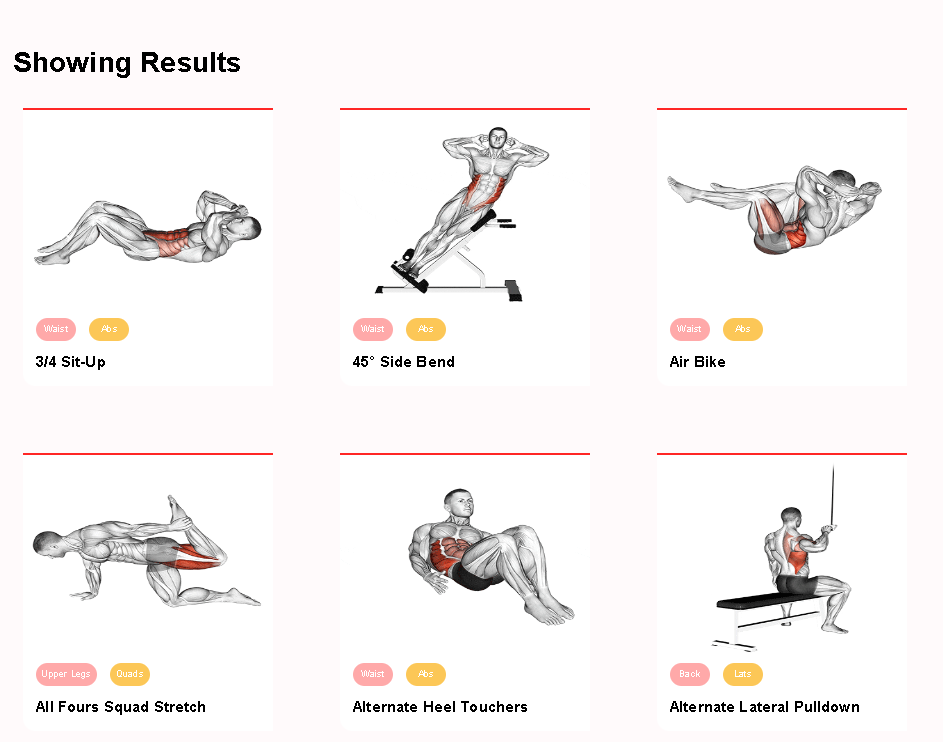 Showing Results
Waist Abs
3/4 Sit-Up
Waist Abs
45° Side Bend
Waist Abs
Air Bike
Upper Legs Quads
All Fours Squad Stretch
Waist Abs
Alternate Heel Touchers
Back Lats
Alternate Lateral Pulldown